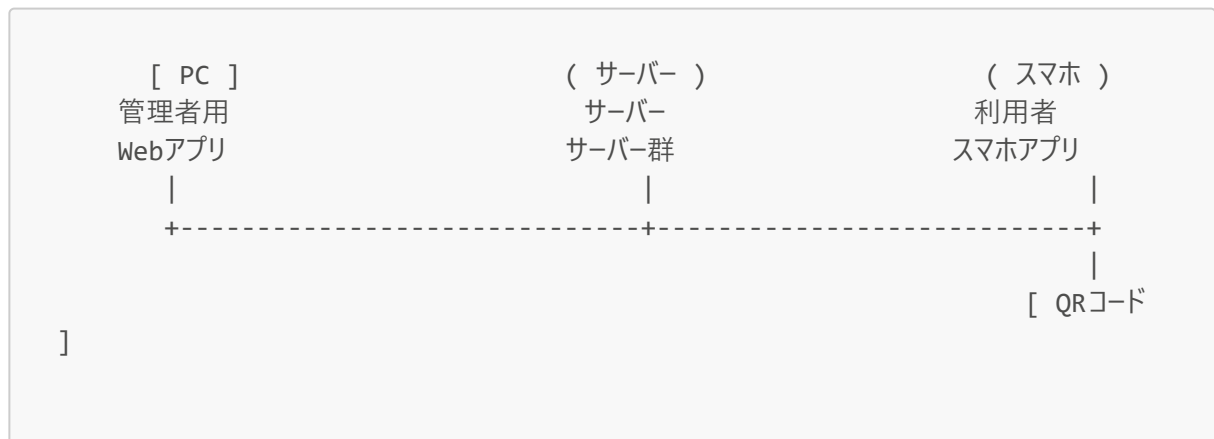 [ PC ] ( サーバー ) ( スマホ )
管理者用 サーバー 利用者
Webアプリ サーバー群 スマホアプリ
| | |
+------------------------------+----------------------------+
|
[ QRコード
]